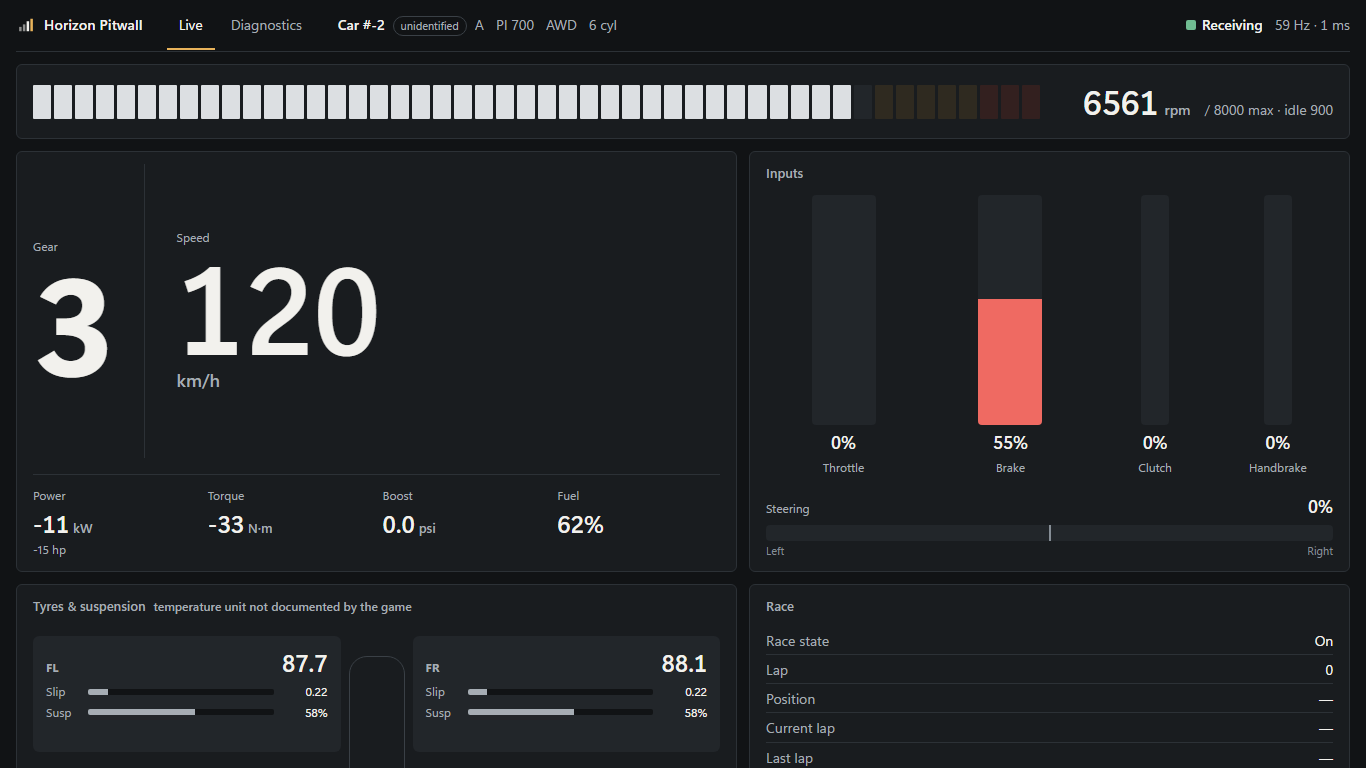 Horizon Pitwall Live Diagnostics Car #-2 unidentified A PI 700 AWD 6 cyl Receiving 59 Hz · 1 ms
6561 rpm / 8000 max · idle 900
Gear
3
Speed
120
km/h
Power Torque Boost Fuel
-11 kW -33 N·m 0.0 psi 62%
-15 hp
Inputs
0% 55% 0% 0%
Throttle Brake Clutch Handbrake
Steering 0%
Left Right
Tyres & suspension temperature unit not documented by the game
FL 87.7
Slip 0.22
Susp 58%
FR 88.1
Slip 0.22
Susp 58%
Race
Race state On
Lap 0
Position —
Current lap —
Last lap —